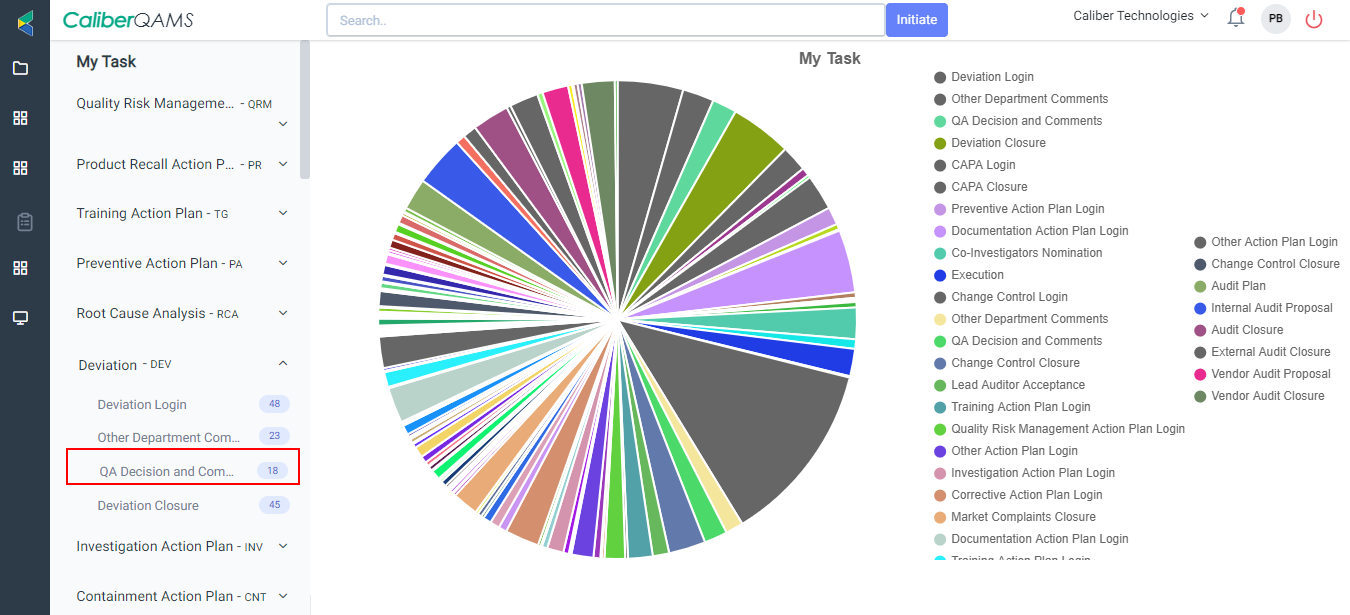 CaliberQAMS
Search..
Initiate
Caliber Technologies
PB
My Task
Quality Risk Manageme... - QRM
Product Recall Action P... - PR
Training Action Plan - TG
Preventive Action Plan - PA
Root Cause Analysis - RCA
Deviation - DEV
Deviation Login 48
Other Department Com... 23
QA Decision and Com... 18
Deviation Closure 45
Investigation Action Plan - INV
Containment Action Plan - CNT
My Task
Deviation Login
Other Department Comments
QA Decision and Comments
Deviation Closure
CAPA Login
CAPA Closure
Preventive Action Plan Login
Documentation Action Plan Login
Co-Investigators Nomination
Execution
Change Control Login
Other Department Comments
QA Decision and Comments
Change Control Closure
Lead Auditor Acceptance
Training Action Plan Login
Quality Risk Management Action Plan Login
Other Action Plan Login
Investigation Action Plan Login
Corrective Action Plan Login
Market Complaints Closure
Documentation Action Plan Login
Training Action Plan Login
Other Action Plan Login
Change Control Closure
Audit Plan
Internal Audit Proposal
Audit Closure
External Audit Closure
Vendor Audit Proposal
Vendor Audit Closure